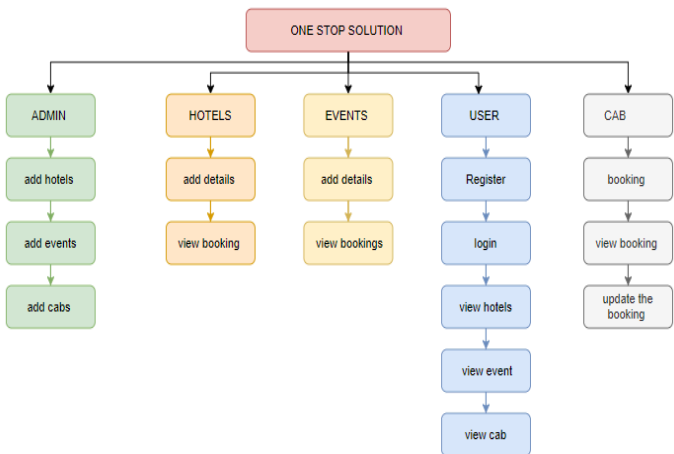 ONE STOP SOLUTION
ADMIN
HOTELS
EVENTS
USER
CAB
add hotels
add details
add details
Register
booking
add events
view booking
view bookings
login
view booking
add cabs
view hotels
update the
booking
view event
view cab